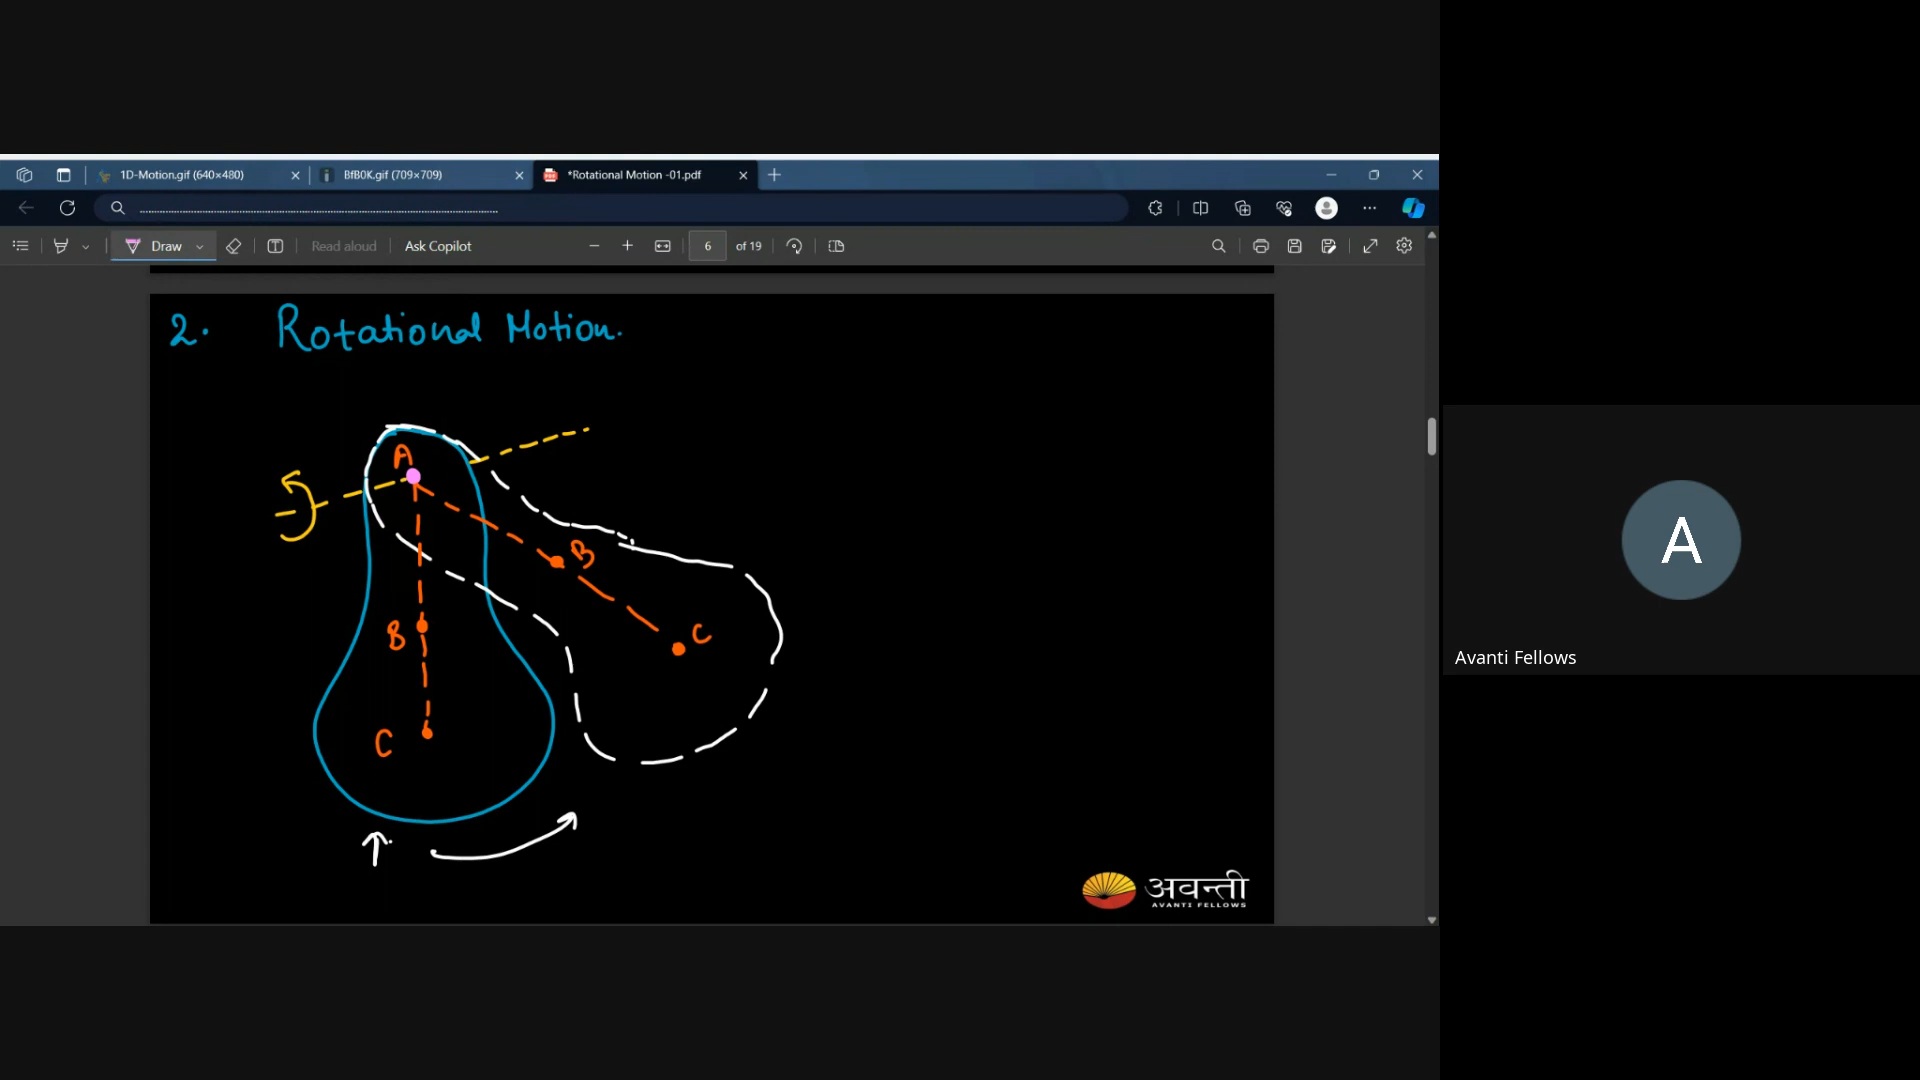 1D-Motion.gif (640×480)
BfB0K.gif (709×709)
*Rotational Motion -01.pdf
Draw
Read aloud
Ask Copilot
6
of 19
2. Rotational Motion.
A
B
C
B
C
अवन्ती
AVANTI FELLOWS
A
Avanti Fellows